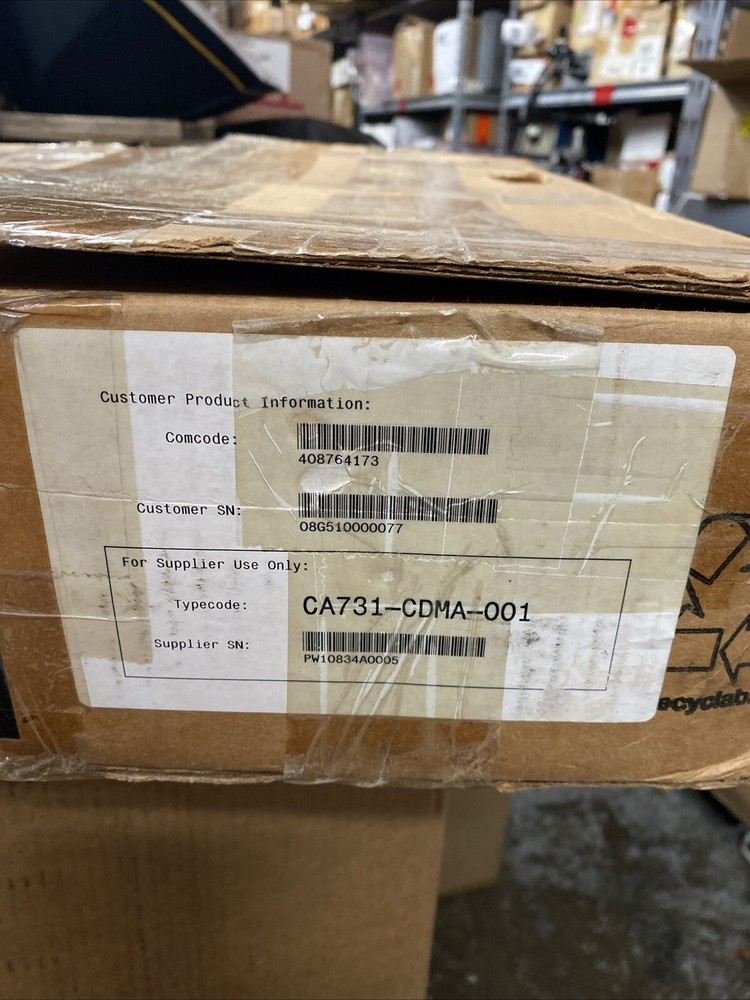 Customer Product Information:
Comcode:
408764173
Customer SN:
08G510000077
For Supplier Use Only:
Typecode: CA731-CDMA-001
Supplier SN:
PW10834A0005
ecyclab